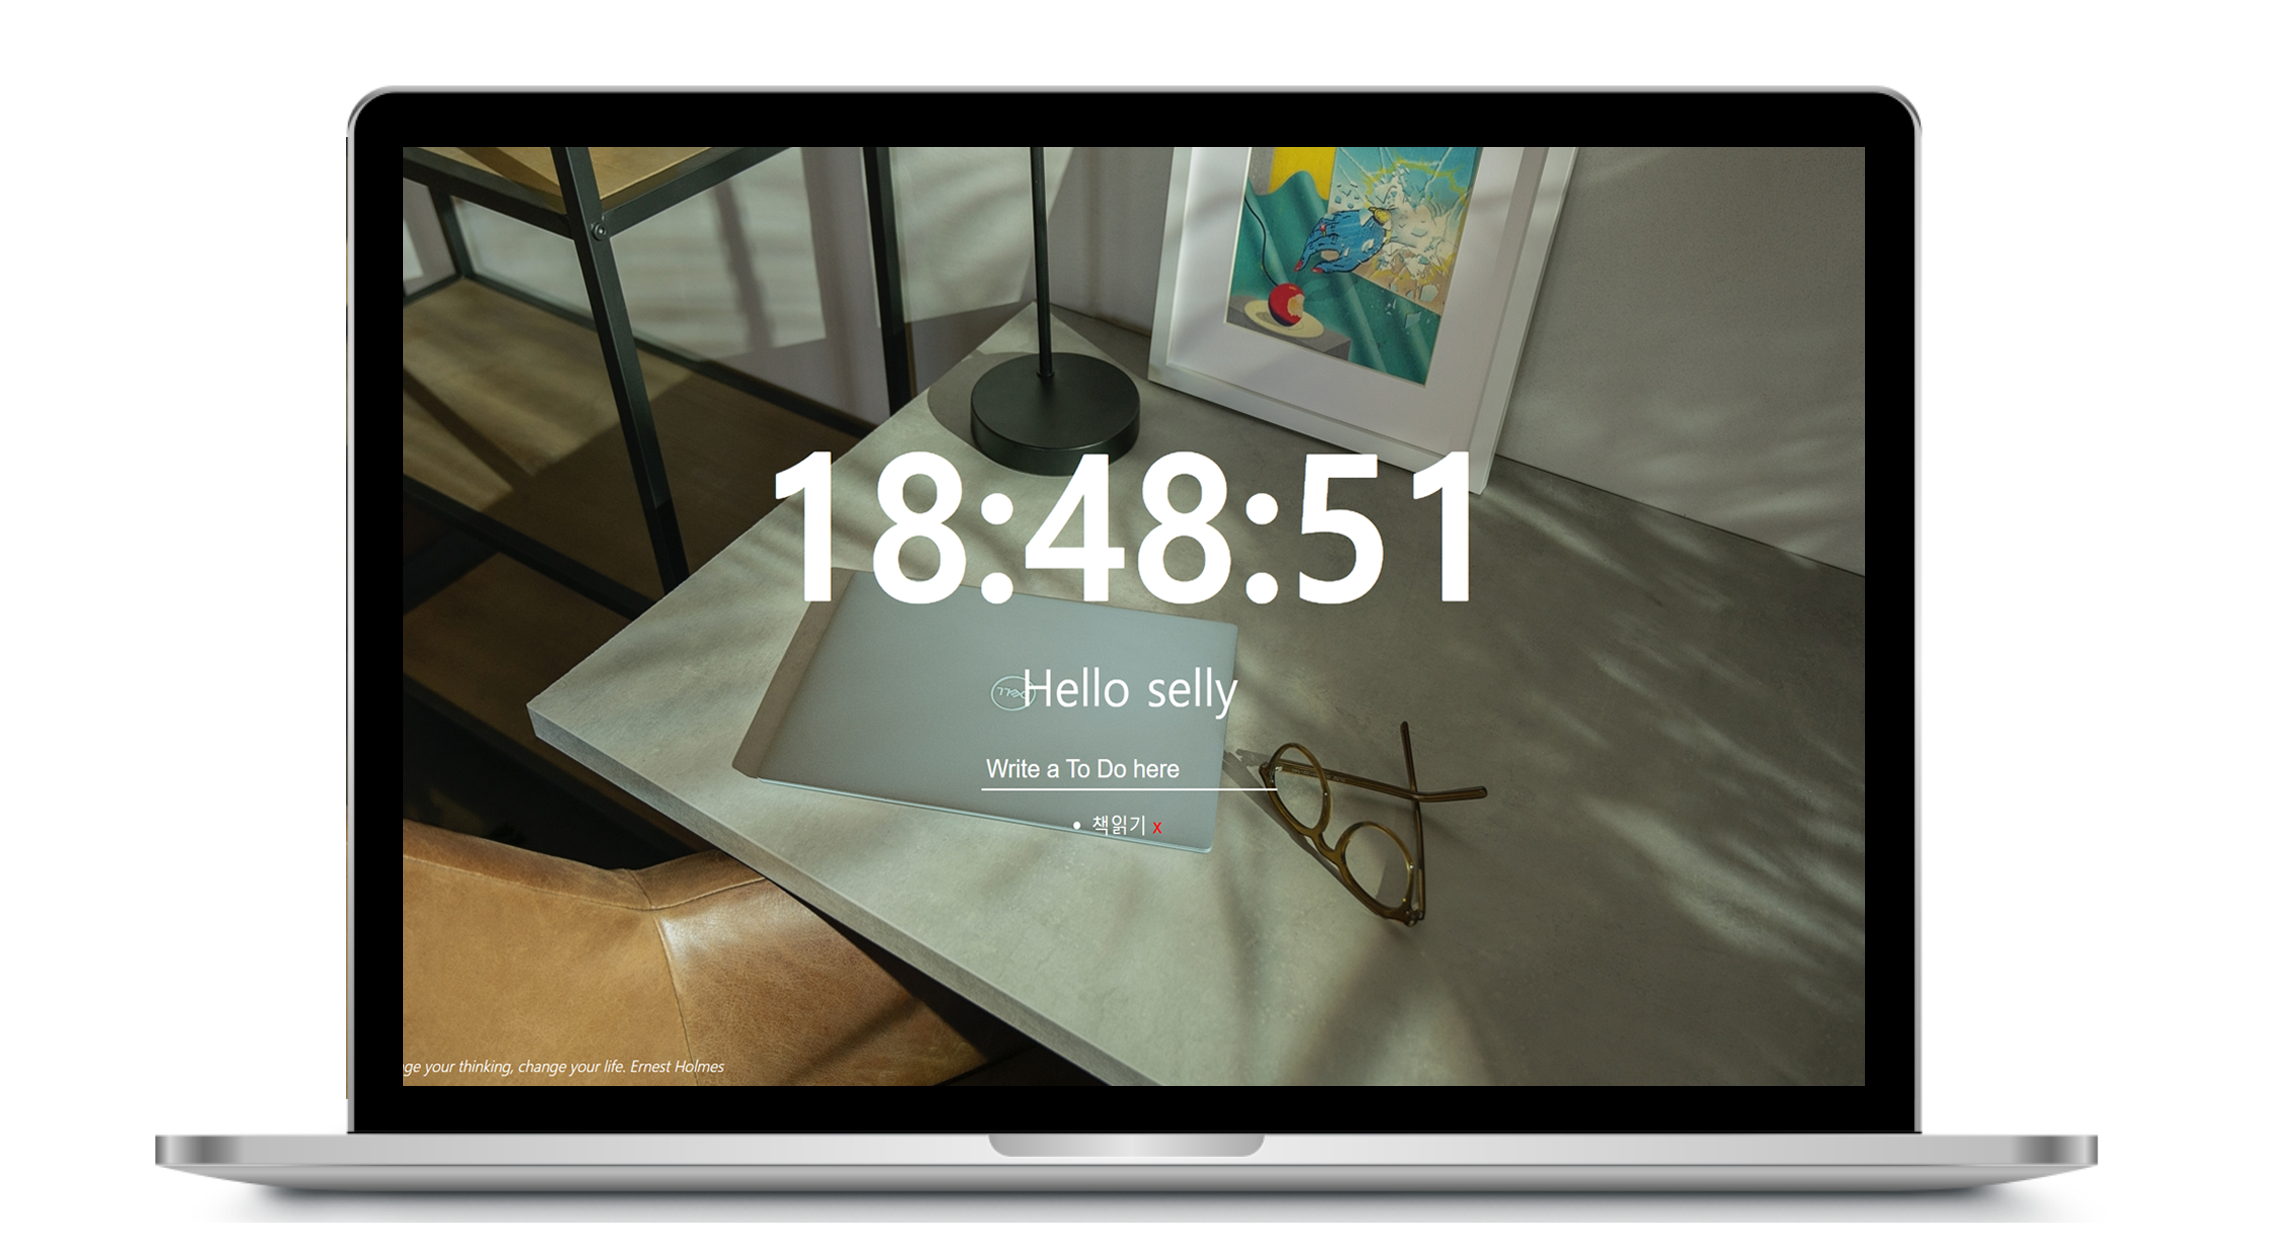 18:48:51
Hello selly
Write a To Do here
• 책읽기 x
ge your thinking, change your life. Ernest Holmes